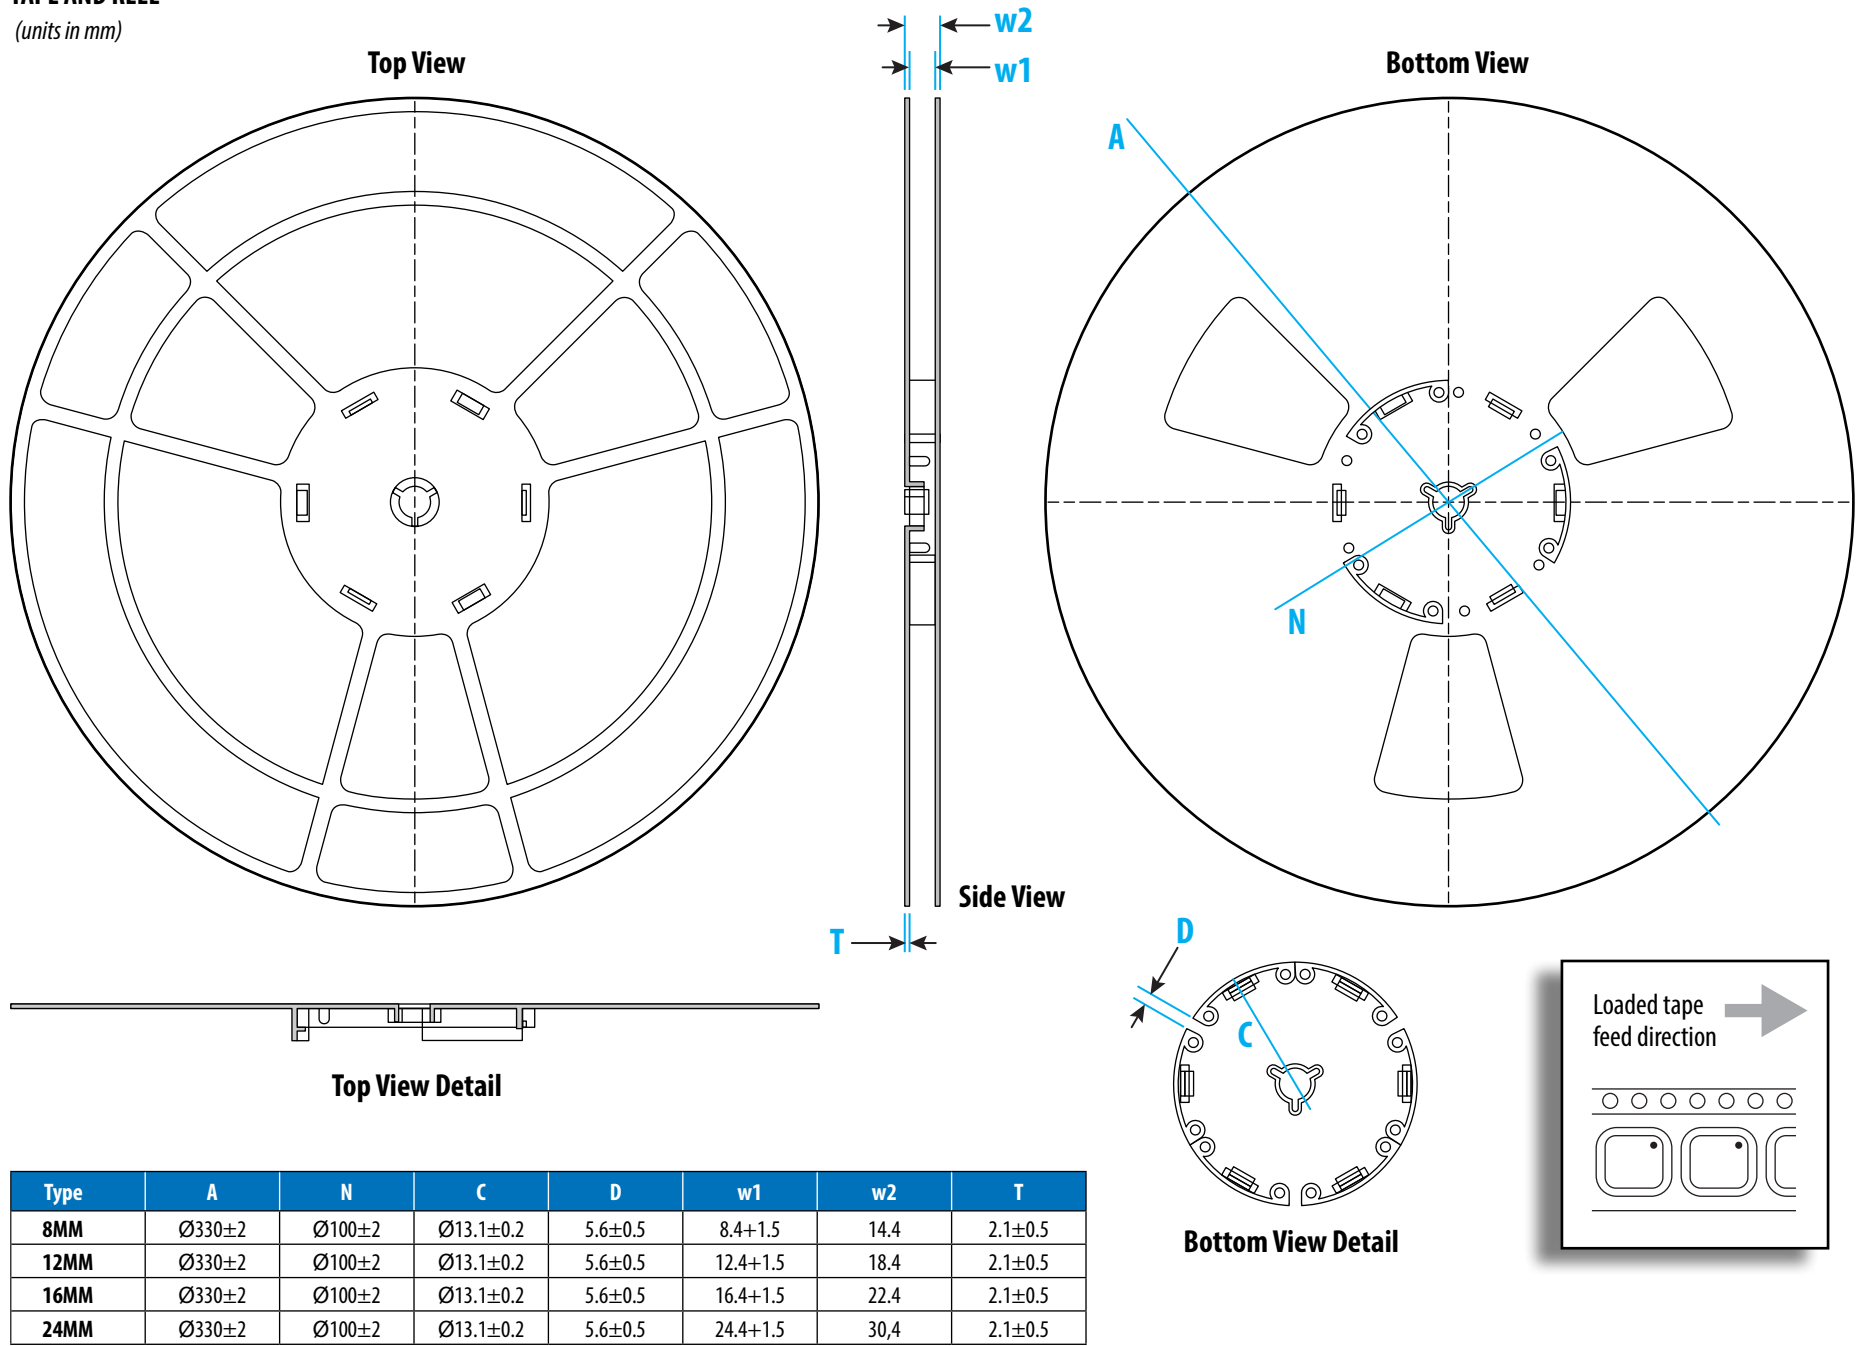 TAPE AND REEL
(units in mm)
Top View
w2
w1
Bottom View
A
N
Side View
T
D
C
Top View Detail
Bottom View Detail
Loaded tape
feed direction
Type A N C D w1 w2 T
8MM Ø330±2 Ø100±2 Ø13.1±0.2 5.6±0.5 8.4+1.5 14.4 2.1±0.5
12MM Ø330±2 Ø100±2 Ø13.1±0.2 5.6±0.5 12.4+1.5 18.4 2.1±0.5
16MM Ø330±2 Ø100±2 Ø13.1±0.2 5.6±0.5 16.4+1.5 22.4 2.1±0.5
24MM Ø330±2 Ø100±2 Ø13.1±0.2 5.6±0.5 24.4+1.5 30,4 2.1±0.5